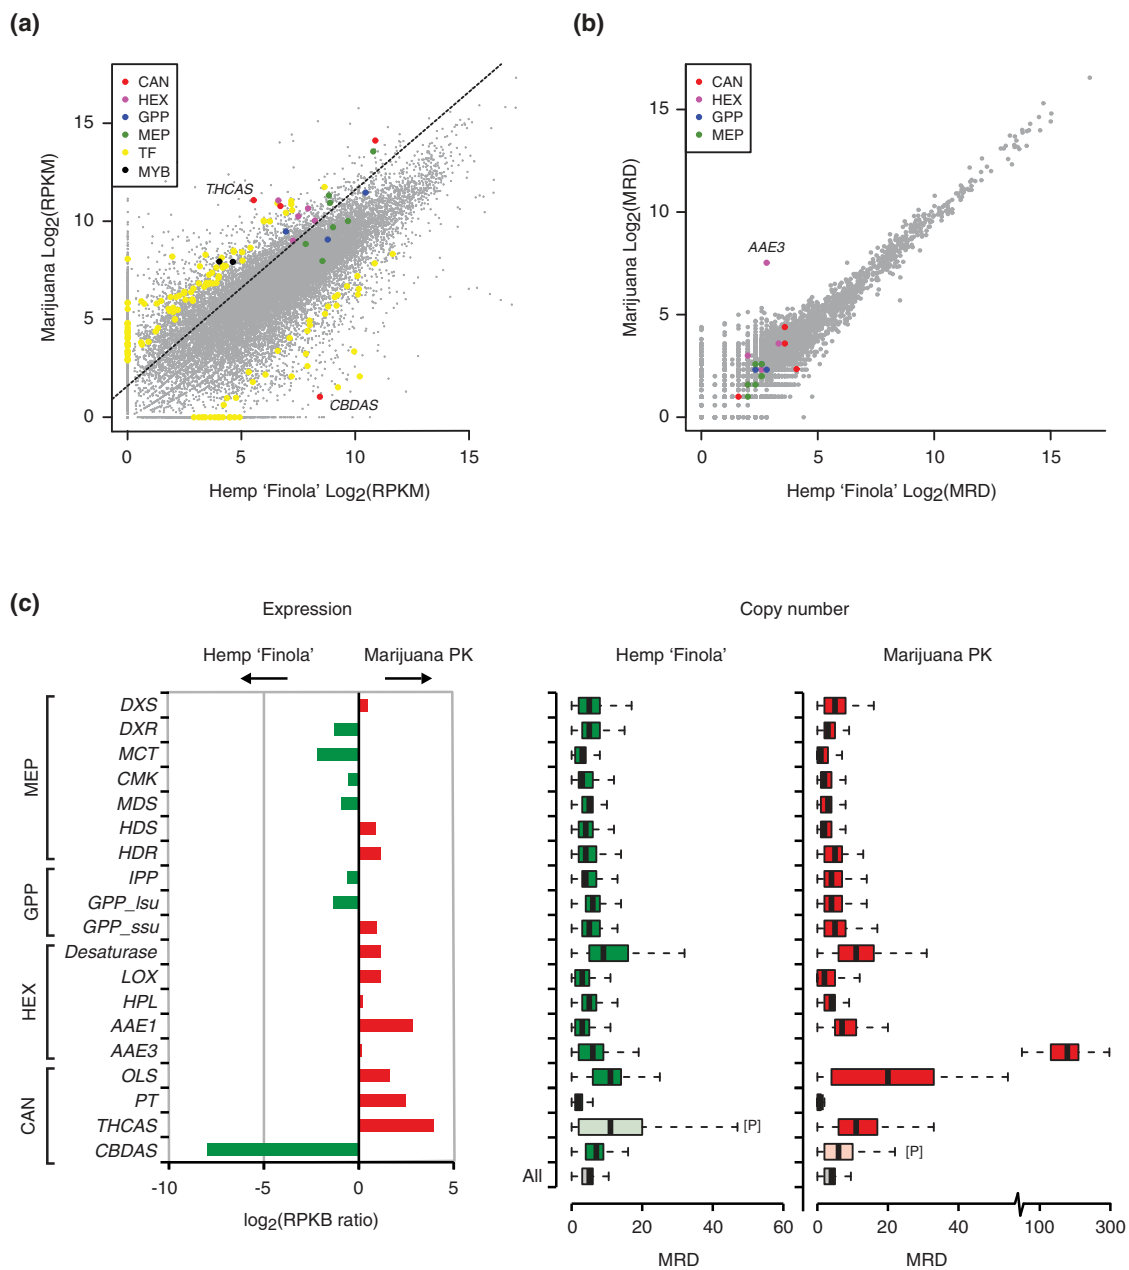 (a)
CAN
HEX
GPP
MEP
TF
MYB
THCAS
CBDAS
Marijuana Log2(RPKM)
15
10
5
0
0 5 10 15
Hemp ‘Finola’ Log2(RPKM)
(b)
CAN
HEX
GPP
MEP
AAE3
Marijuana Log2(MRD)
15
10
5
0
0 5 10 15
Hemp ‘Finola’ Log2(MRD)
(c)
Expression
Copy number
Hemp ‘Finola’
Marijuana PK
Hemp ‘Finola’
Marijuana PK
MEP
DXS
DXR
MCT
CMK
MDS
HDS
HDR
GPP
IPP
GPP_lsu
GPP_ssu
HEX
Desaturase
LOX
HPL
AAE1
AAE3
CAN
OLS
PT
THCAS
CBDAS
[P]
[P]
All
-10 -5 0 5
log2(RPKB ratio)
0 20 40 60
MRD
0 20 40 100 300
MRD